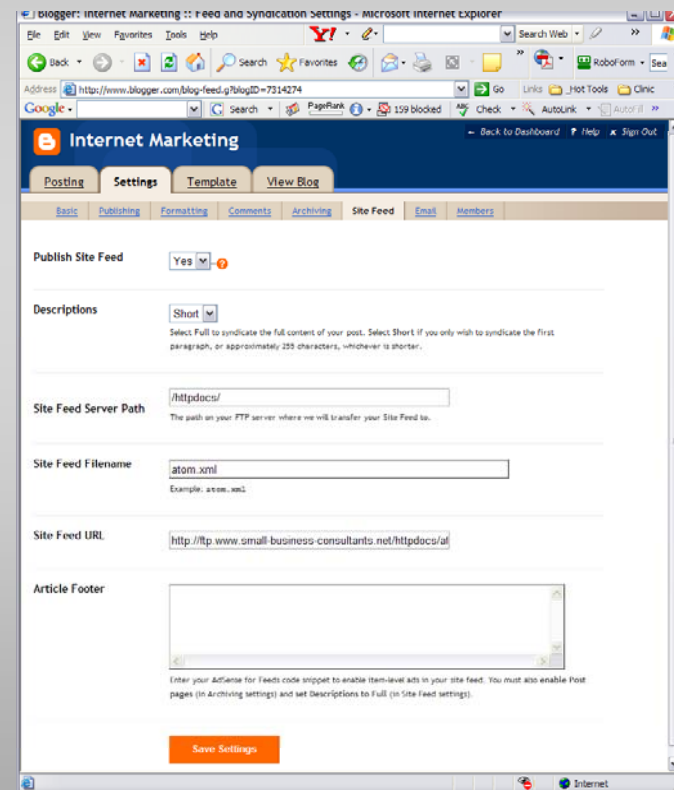 Blogger: Internet Marketing :: Feed and Syndication Settings - Microsoft Internet Explorer
File Edit View Favorites Tools Help
Y! Search Web »
Back Search Favorites » RoboForm Sea
Address http://www.blogger.com/blog-feed.g?blogID=7314274 Go Links _Hot Tools Clinic
Google Search PageRank 159 blocked Check AutoLink AutoFill »
Internet Marketing
← Back to Dashboard ? Help x Sign Out
Posting Settings Template View Blog
Basic Publishing Formatting Comments Archiving Site Feed Email Members
Publish Site Feed Yes ?
Descriptions Short
Select Full to syndicate the full content of your post. Select Short if you only wish to syndicate the first
paragraph, or approximately 255 characters, whichever is shorter.
/httpdocs/
Site Feed Server Path
The path on your FTP server where we will transfer your Site Feed to.
Site Feed Filename
atom.xml
Example: atom.xml
Site Feed URL
http://ftp.www.small-business-consultants.net/httpdocs/at
Article Footer
Enter your AdSense for Feeds code snippet to enable item-level ads in your site feed. You must also enable Post
pages (in Archiving settings) and set Descriptions to Full (in Site Feed settings).
Save Settings
Internet